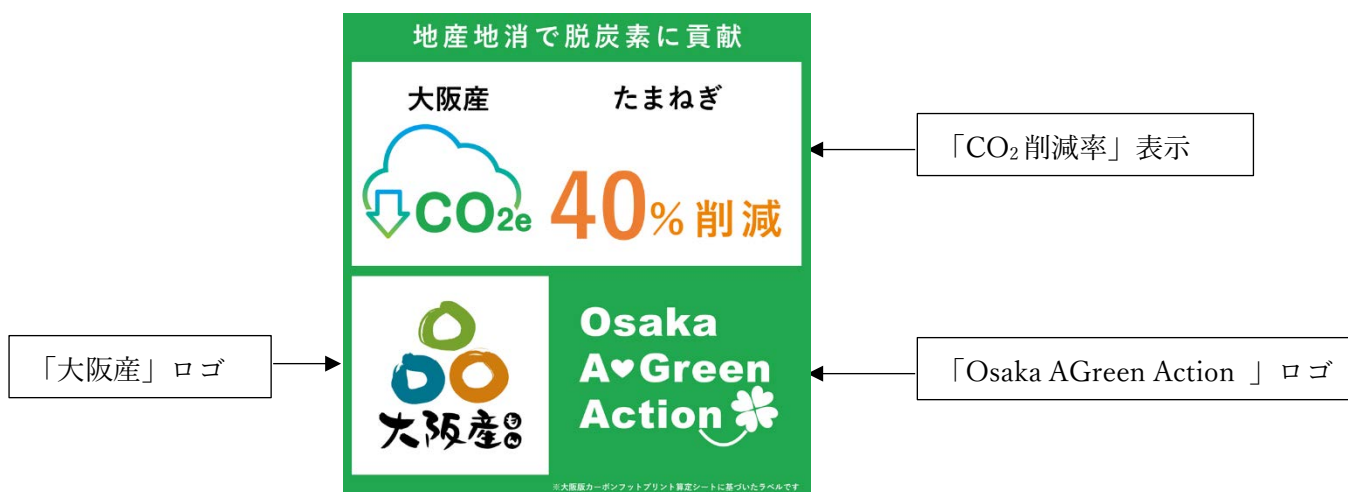 地産地消で脱炭素に貢献
大阪産 たまねぎ
CO2e 40%削減
「CO₂削減率」表示
「大阪産」ロゴ
大阪産もん
Osaka
A♥Green
Action
「Osaka AGreen Action 」ロゴ
※大阪版カーボンフットプリント算定シートに基づいたラベルです